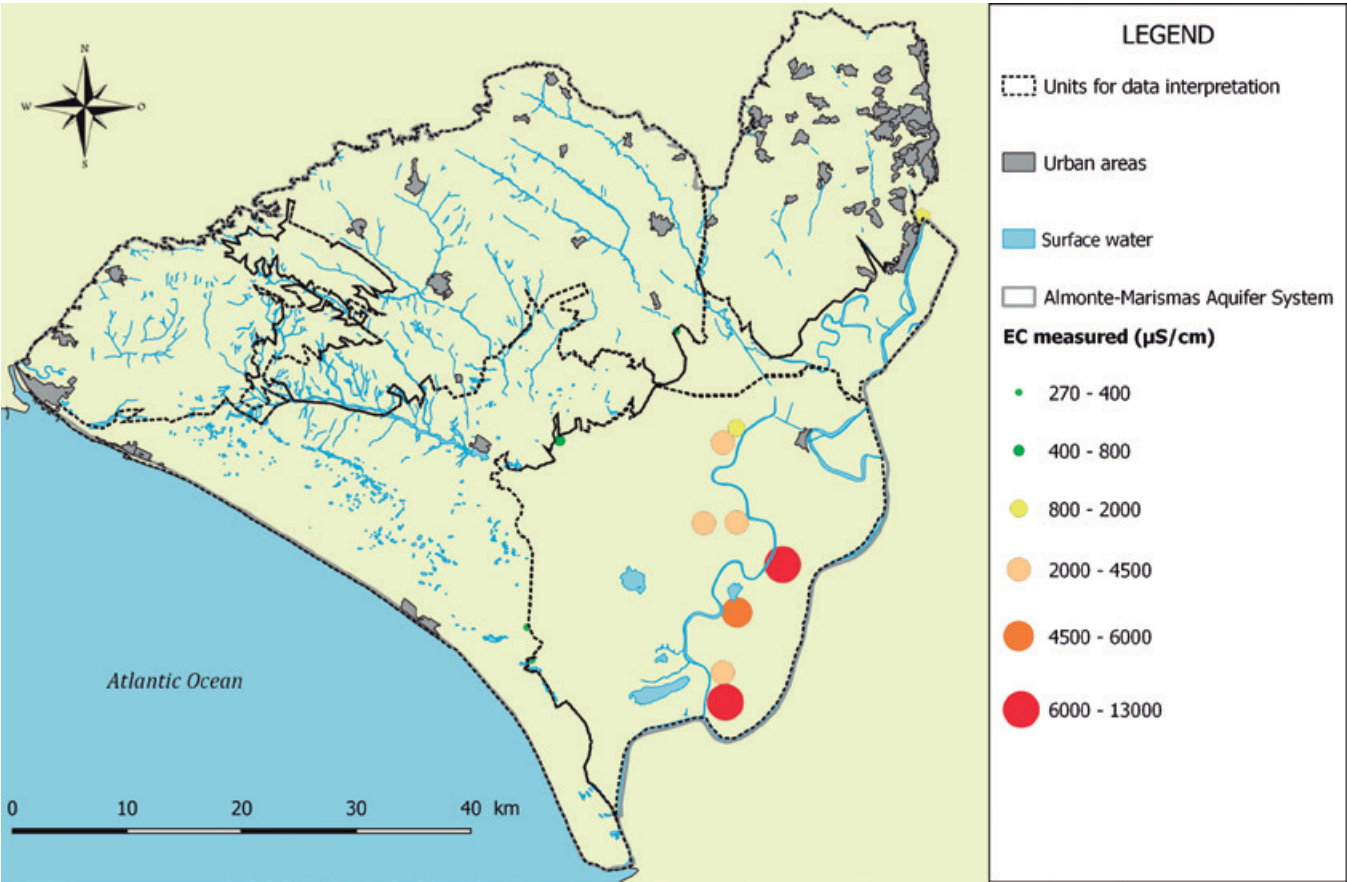 N
W
O
S
Atlantic Ocean
0 10 20 30 40 km
LEGEND
Units for data interpretation
Urban areas
Surface water
Almonte-Marismas Aquifer System
EC measured (µS/cm)
270 - 400
400 - 800
800 - 2000
2000 - 4500
4500 - 6000
6000 - 13000